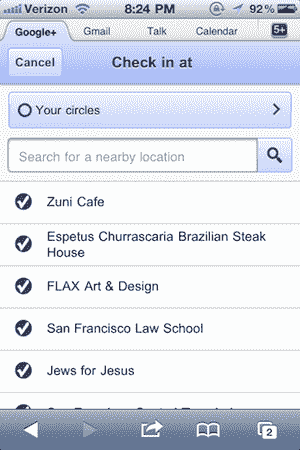 Verizon 8:24 PM 92%
Google+ Gmail Talk Calendar 5+
Cancel Check in at
Your circles
Search for a nearby location
Zuni Cafe
Espetus Churrascaria Brazilian Steak
House
FLAX Art & Design
San Francisco Law School
Jews for Jesus
2